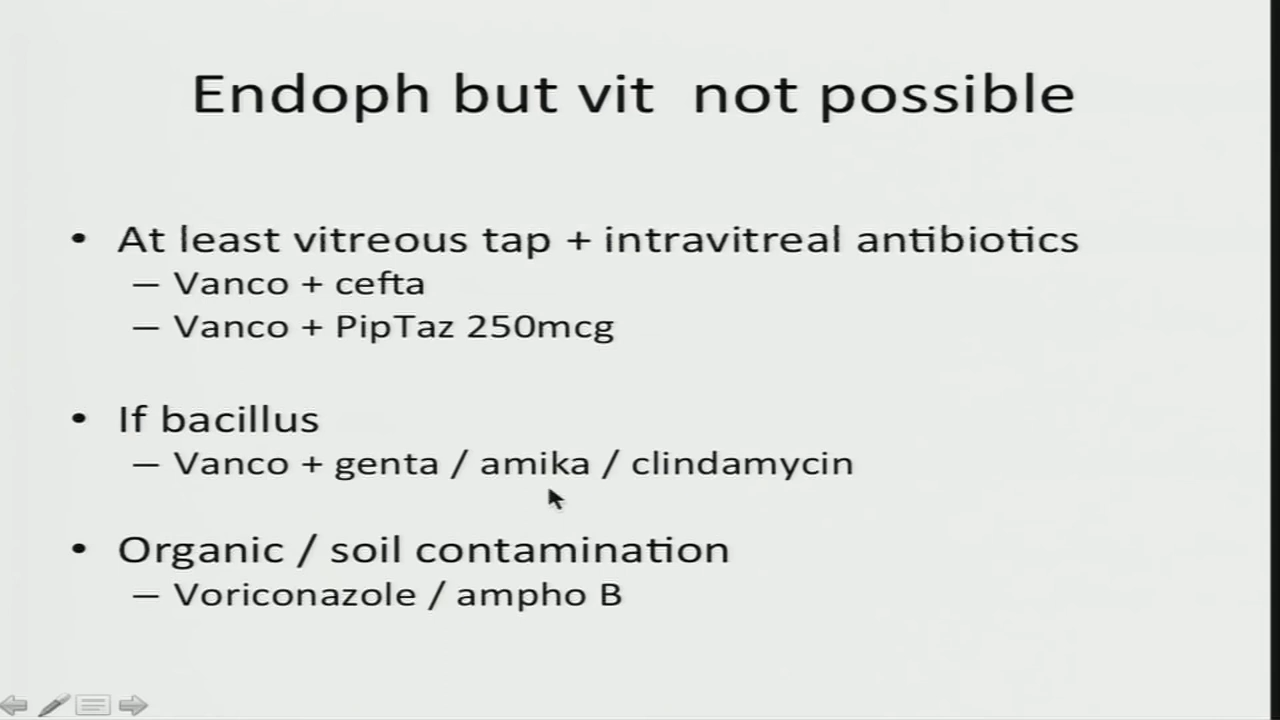 Endoph but vit not possible
• At least vitreous tap + intravitreal antibiotics
– Vanco + cefta
– Vanco + PipTaz 250mcg
• If bacillus
– Vanco + genta / amika / clindamycin
• Organic / soil contamination
– Voriconazole / ampho B